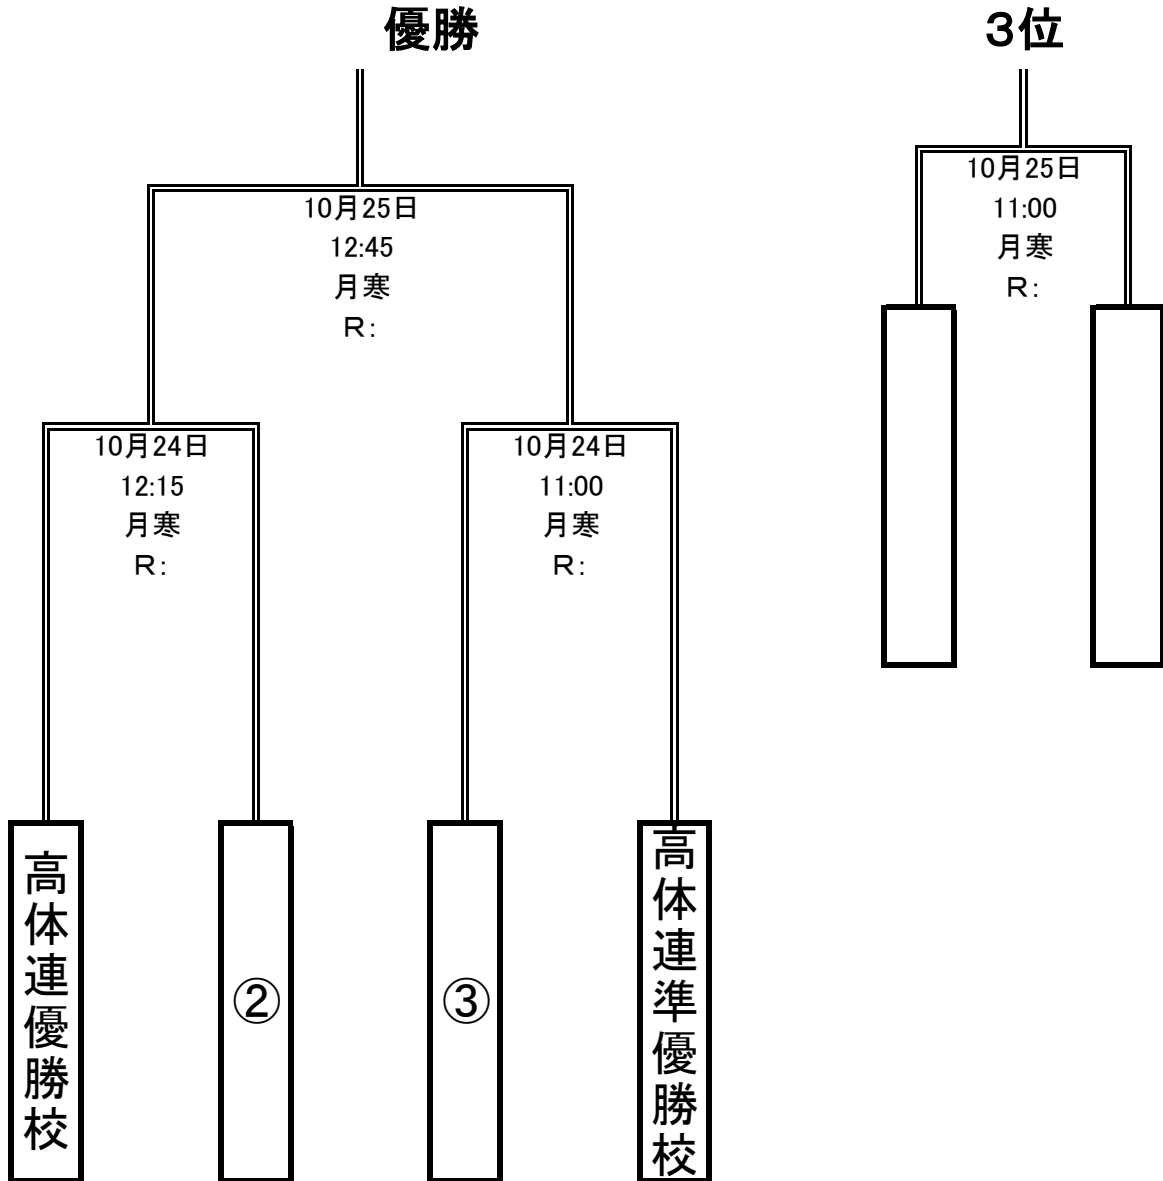 優勝
３位
10月25日
12:45
月寒
Ｒ：
10月25日
11:00
月寒
Ｒ：
10月24日
12:15
月寒
Ｒ：
10月24日
11:00
月寒
Ｒ：
高体連優勝校
②
③
高体連準優勝校